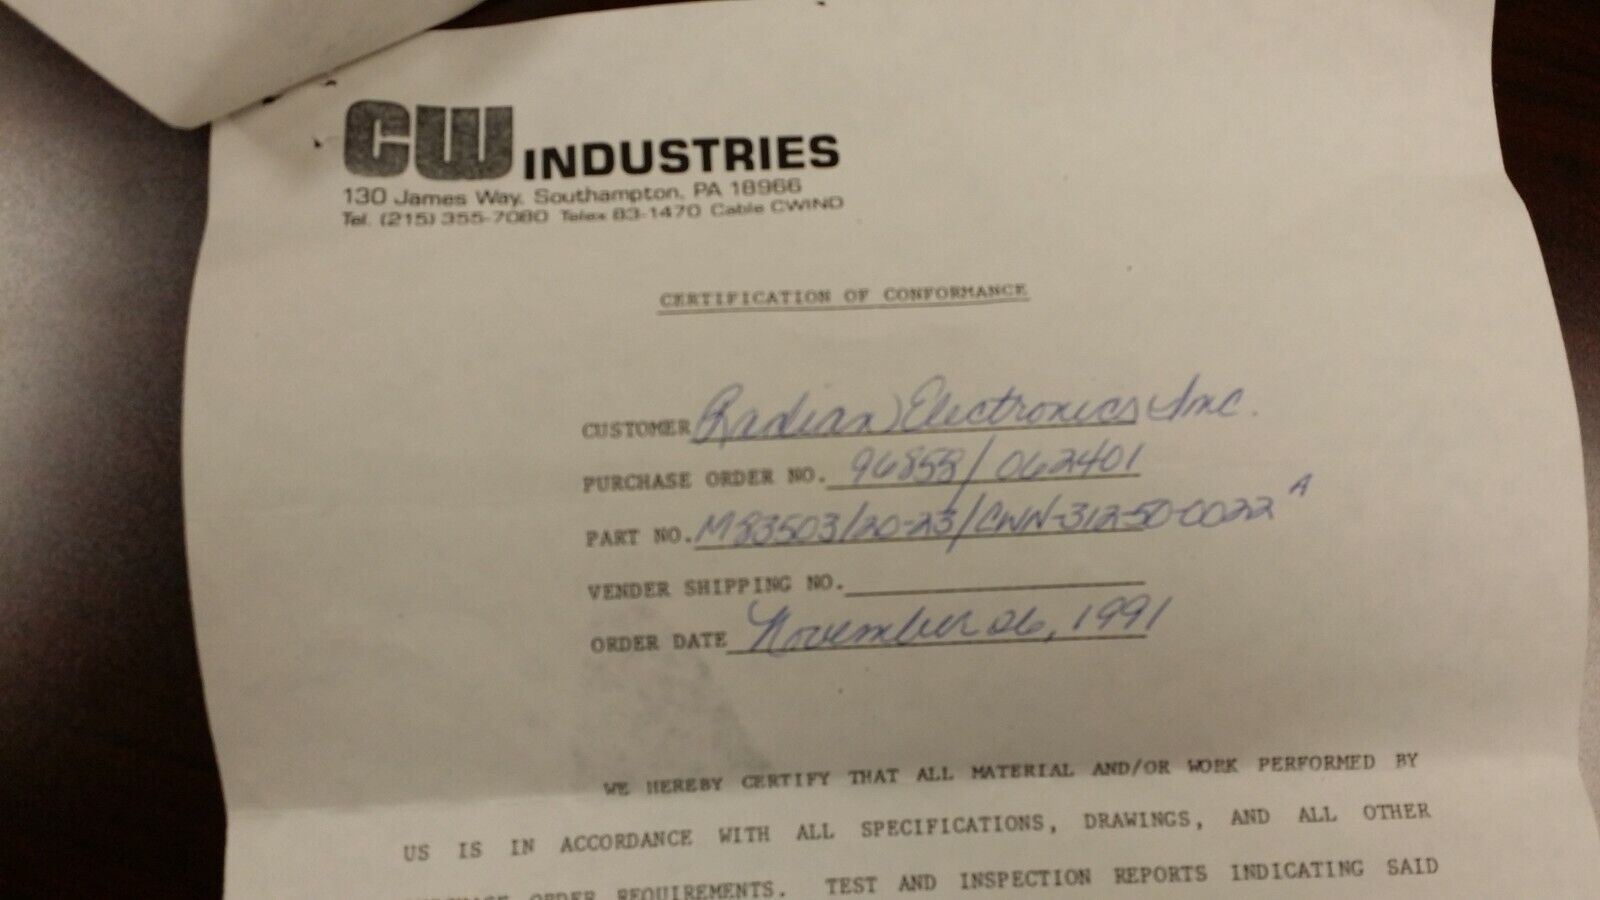 CW INDUSTRIES
130 James Way, Southampton, PA 18966
Tel. (215) 355-7080 Telex 83-1470 Cable CWIND
CERTIFICATION OF CONFORMANCE
CUSTOMER Radian Electronics Inc.
PURCHASE ORDER NO. 96858/062401
PART NO. M83503/20-23/CWN-312-50-0022 A
VENDER SHIPPING NO.
ORDER DATE November 26, 1991
WE HEREBY CERTIFY THAT ALL MATERIAL AND/OR WORK PERFORMED BY
US IS IN ACCORDANCE WITH ALL SPECIFICATIONS, DRAWINGS, AND ALL OTHER
ORDER REQUIREMENTS. TEST AND INSPECTION REPORTS INDICATING SAID